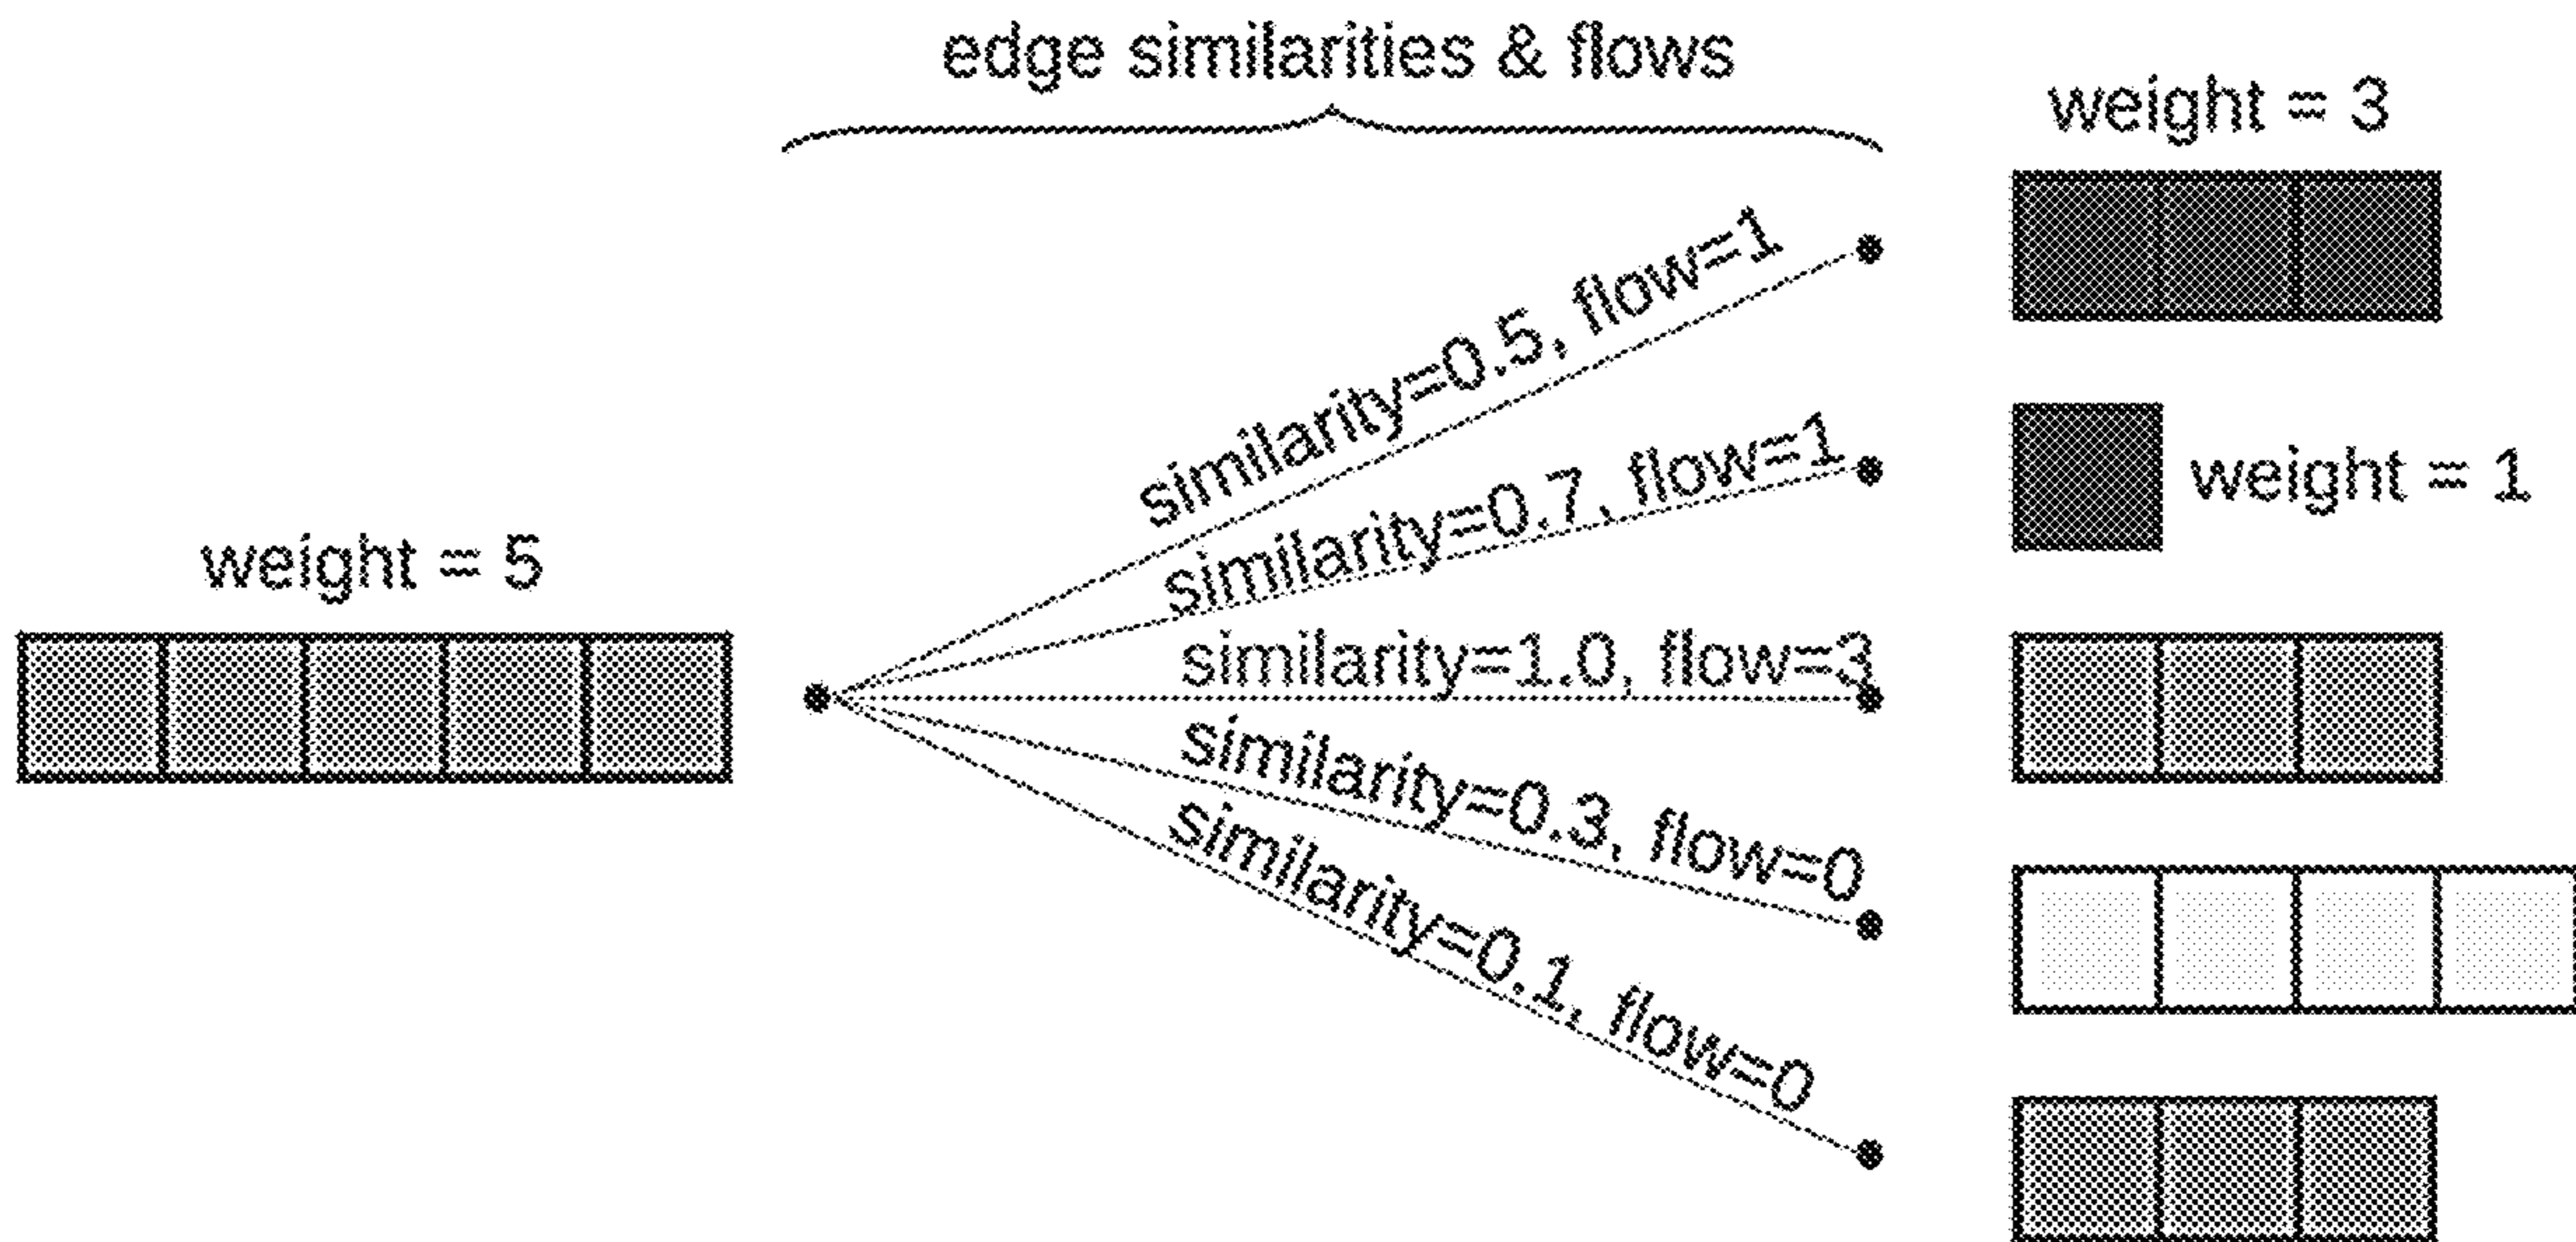 edge similarities & flows
weight = 3
similarity=0.5, flow=1
similarity=0.7, flow=1
weight = 1
weight = 5
similarity=1.0, flow=3
similarity=0.3, flow=0
similarity=0.1, flow=0